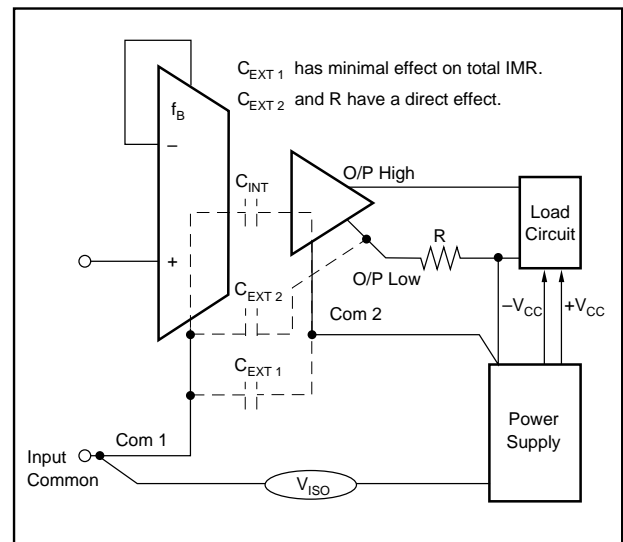 C_EXT 1 has minimal effect on total IMR.
C_EXT 2 and R have a direct effect.
f_B
–
+
C_INT
O/P High
Load
Circuit
R
O/P Low
C_EXT 2
Com 2
–V_CC
+V_CC
C_EXT 1
Power
Supply
Com 1
Input
Common
V_ISO